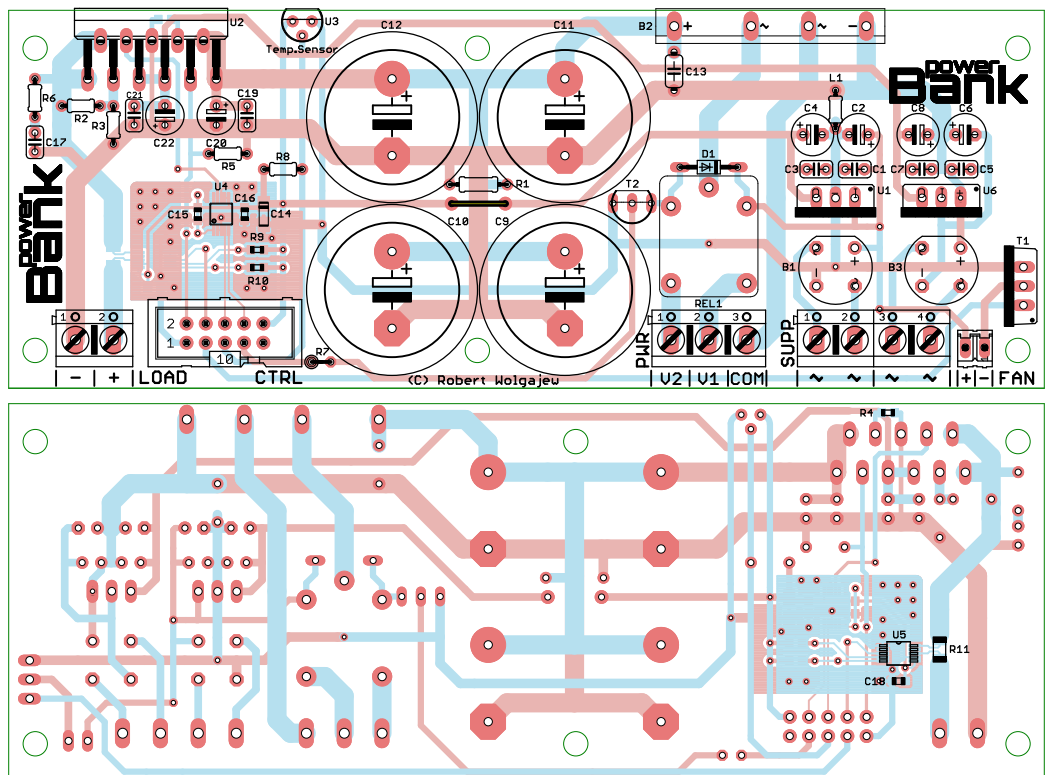 U2
U3
C12
C11
B2 + ~ ~ -
Temp.Sensor
power
Bank
C13
L1
R6
C21
C19
R2
C4
C2
C8
C6
R3
C17
C22
C20
R5
R8
D1
C3
C1
C7
C5
power
Bank
U4
C15
C16
C14
R1
T2
U1
U6
C10
C9
R9
R10
+
+
B1
B3
T1
REL1
1 2
2
1
10
R7
1 2 3
1 2 3 4
PWR
SUPP
- + LOAD
CTRL
(C) Robert Wolgajew
V2 V1 COM
~ ~ ~ ~
+ - FAN
R4
U5
R11
C18